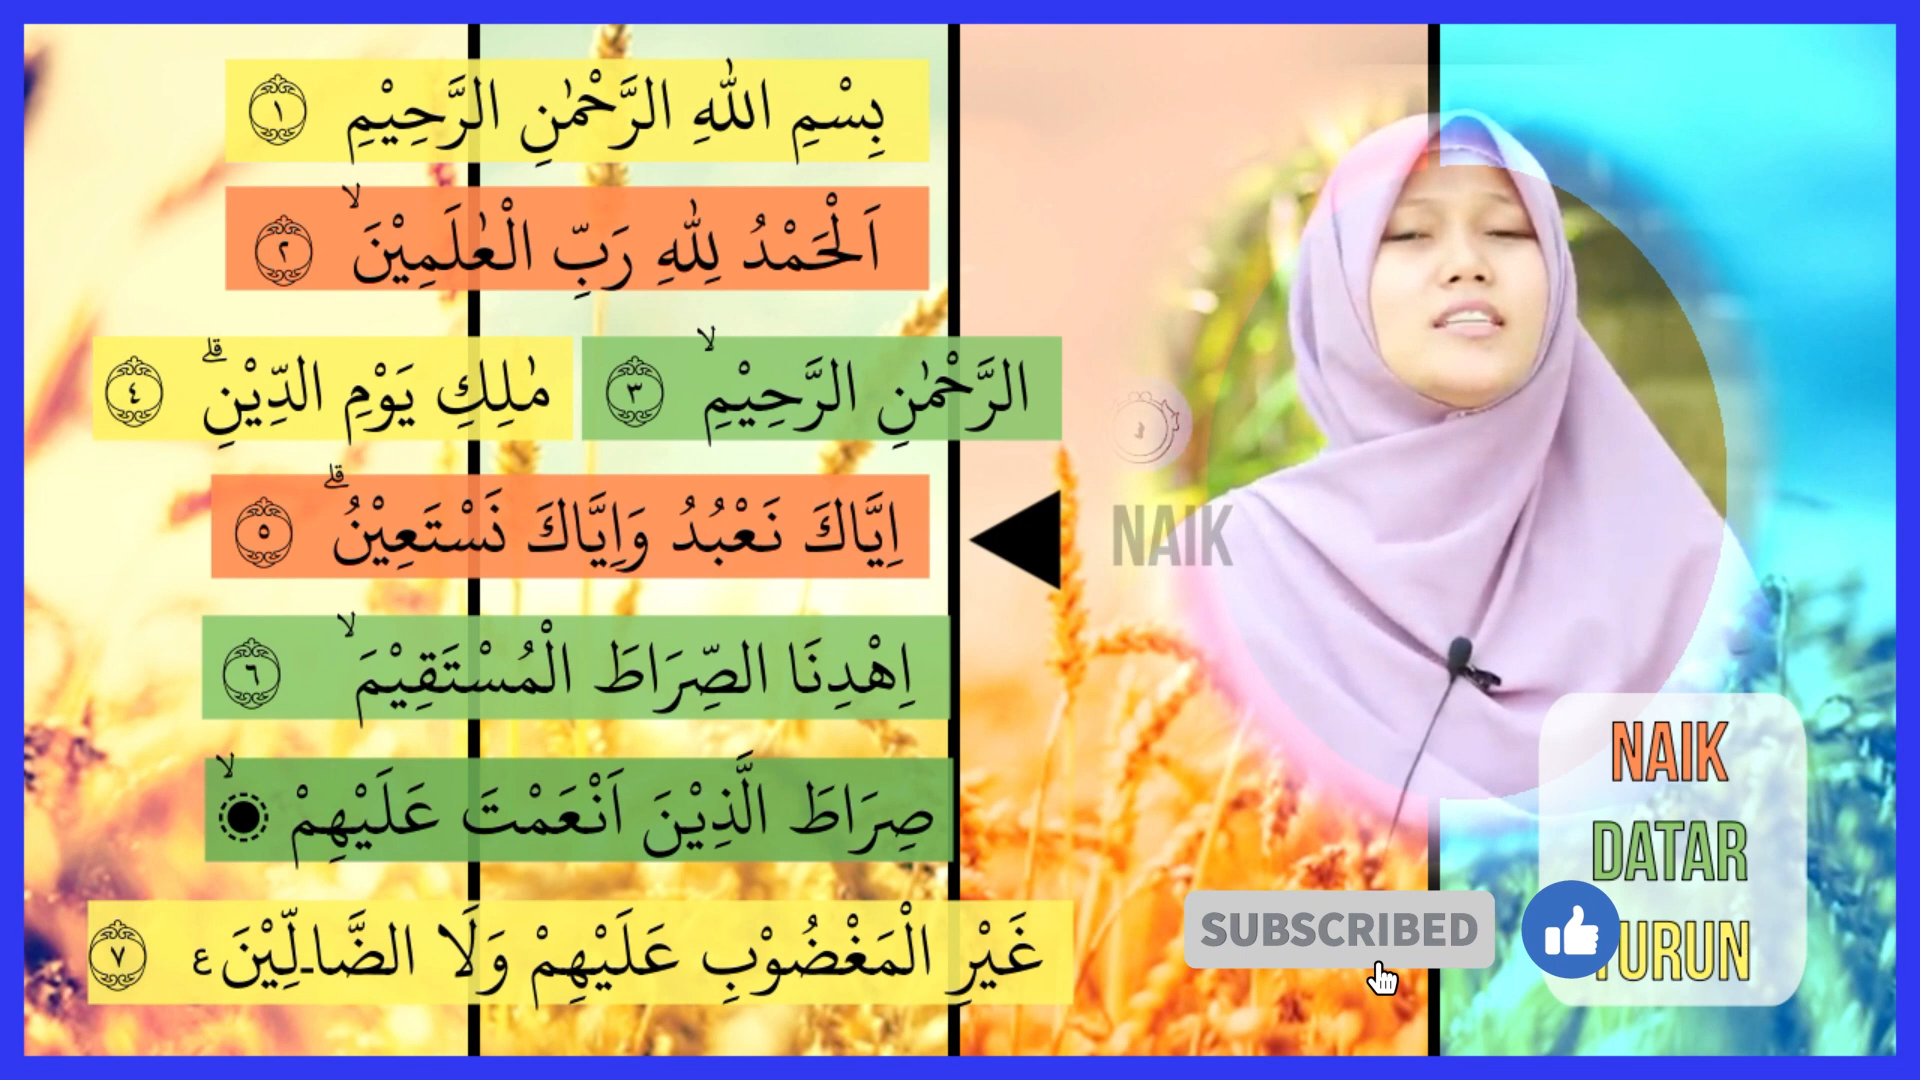 بِسْمِ اللّٰهِ الرَّحْمٰنِ الرَّحِيْمِ ١
اَلْحَمْدُ لِلّٰهِ رَبِّ الْعٰلَمِيْنَۙ ٢
الرَّحْمٰنِ الرَّحِيْمِۙ ٣ مٰلِكِ يَوْمِ الدِّيْنِۗ ٤
اِيَّاكَ نَعْبُدُ وَاِيَّاكَ نَسْتَعِيْنُۗ ٥
NAIK
اِهْدِنَا الصِّرَاطَ الْمُسْتَقِيْمَۙ ٦
صِرَاطَ الَّذِيْنَ اَنْعَمْتَ عَلَيْهِمْۙ
غَيْرِ الْمَغْضُوْبِ عَلَيْهِمْ وَلَا الضَّاۤلِّيْنَ ع ٧
NAIK
DATAR
TURUN
SUBSCRIBED